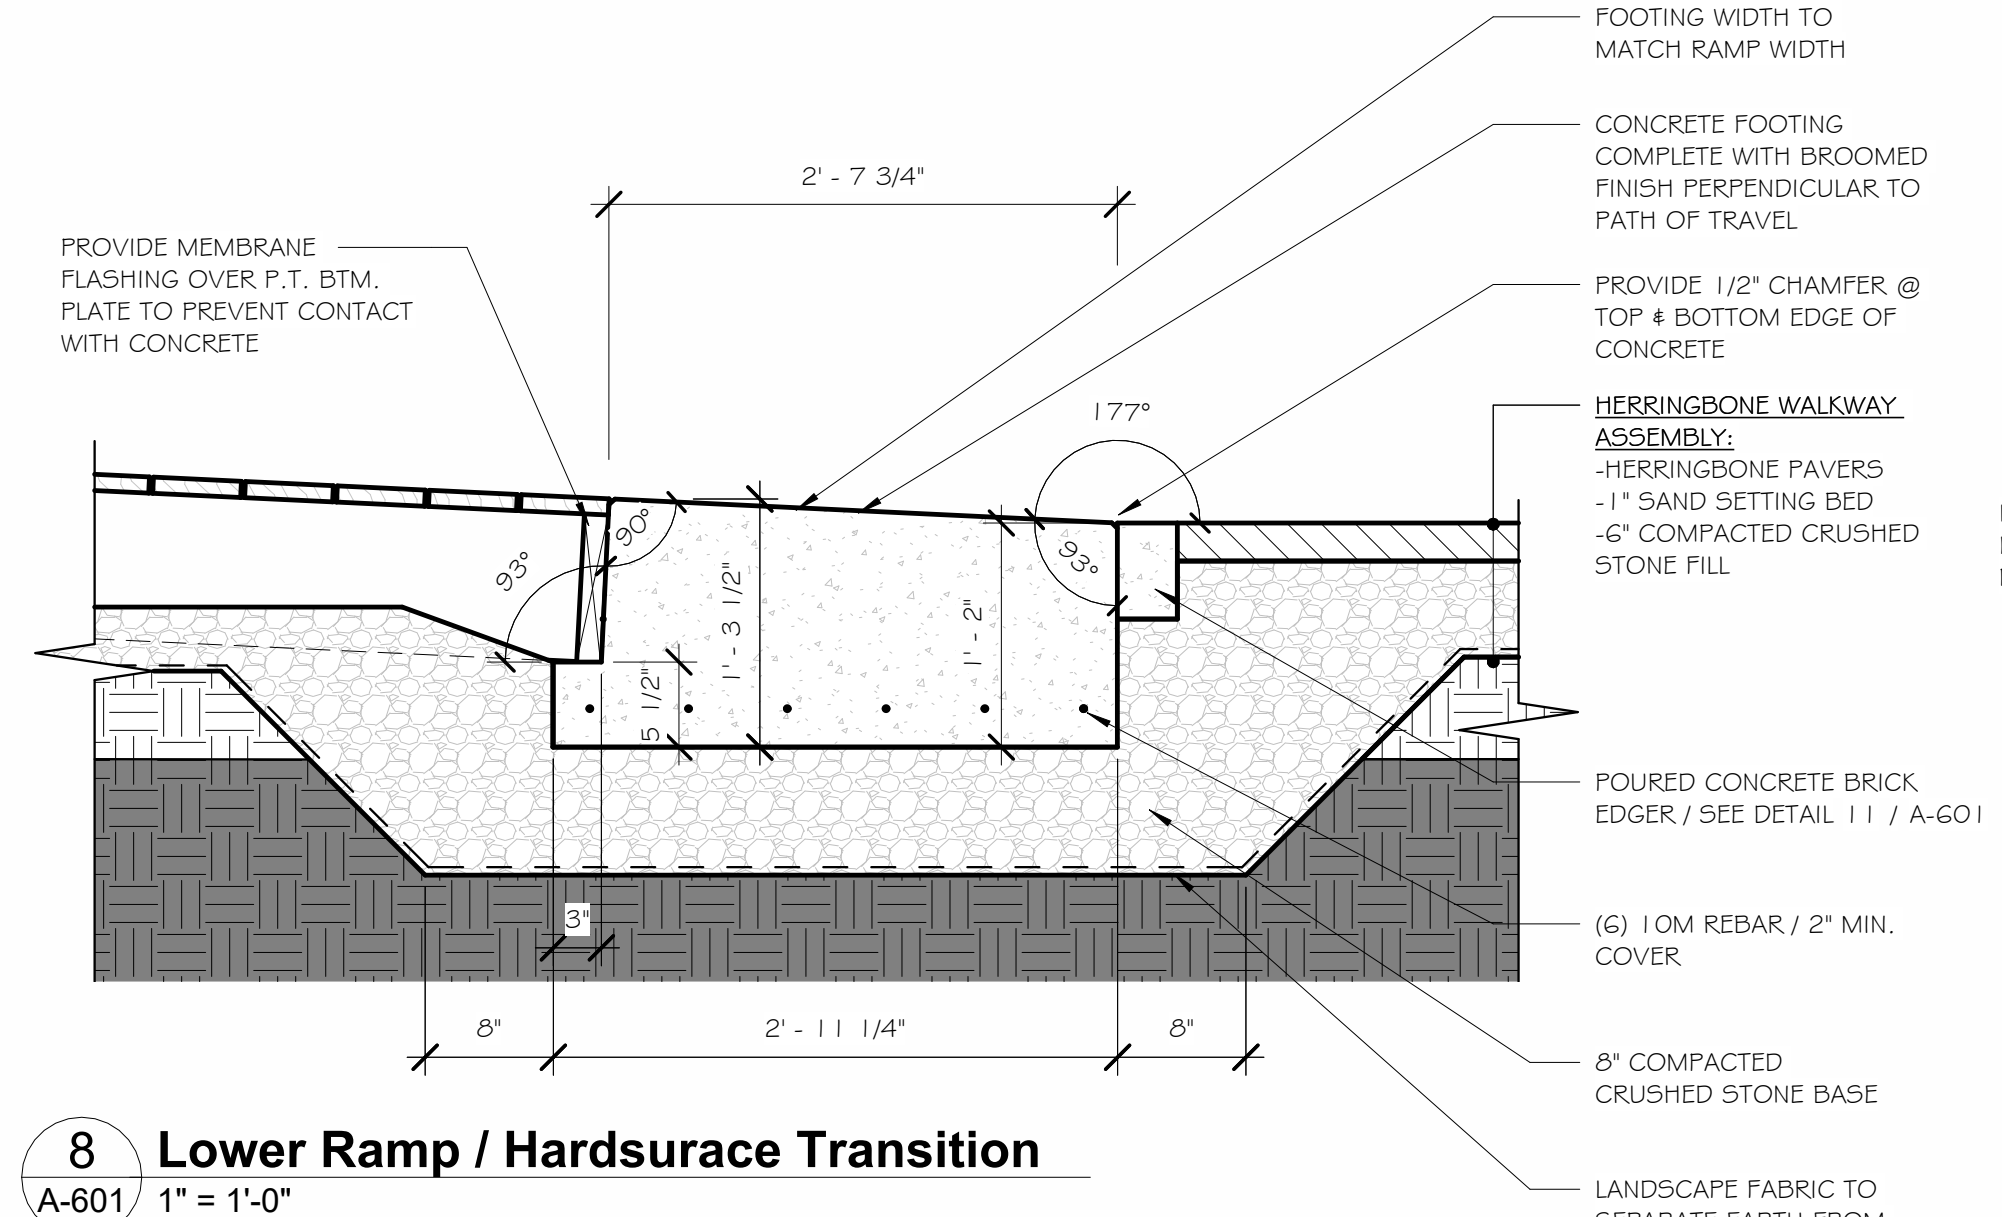 FOOTING WIDTH TO
MATCH RAMP WIDTH
CONCRETE FOOTING
COMPLETE WITH BROOMED
FINISH PERPENDICULAR TO
PATH OF TRAVEL
2' - 7 3/4"
PROVIDE MEMBRANE
FLASHING OVER P.T. BTM.
PLATE TO PREVENT CONTACT
WITH CONCRETE
PROVIDE 1/2" CHAMFER @
TOP & BOTTOM EDGE OF
CONCRETE
177°
HERRINGBONE WALKWAY
ASSEMBLY:
-HERRINGBONE PAVERS
-1" SAND SETTING BED
-6" COMPACTED CRUSHED
STONE FILL
90°
93°
93°
1' - 3 1/2"
1' - 2"
5 1/2"
POURED CONCRETE BRICK
EDGER / SEE DETAIL 11 / A-601
3"
(6) 10M REBAR / 2" MIN.
COVER
8"
2' - 11 1/4"
8"
8" COMPACTED
CRUSHED STONE BASE
8
Lower Ramp / Hardsurace Transition
A-601
1" = 1'-0"
LANDSCAPE FABRIC TO
SEPARATE EARTH FROM